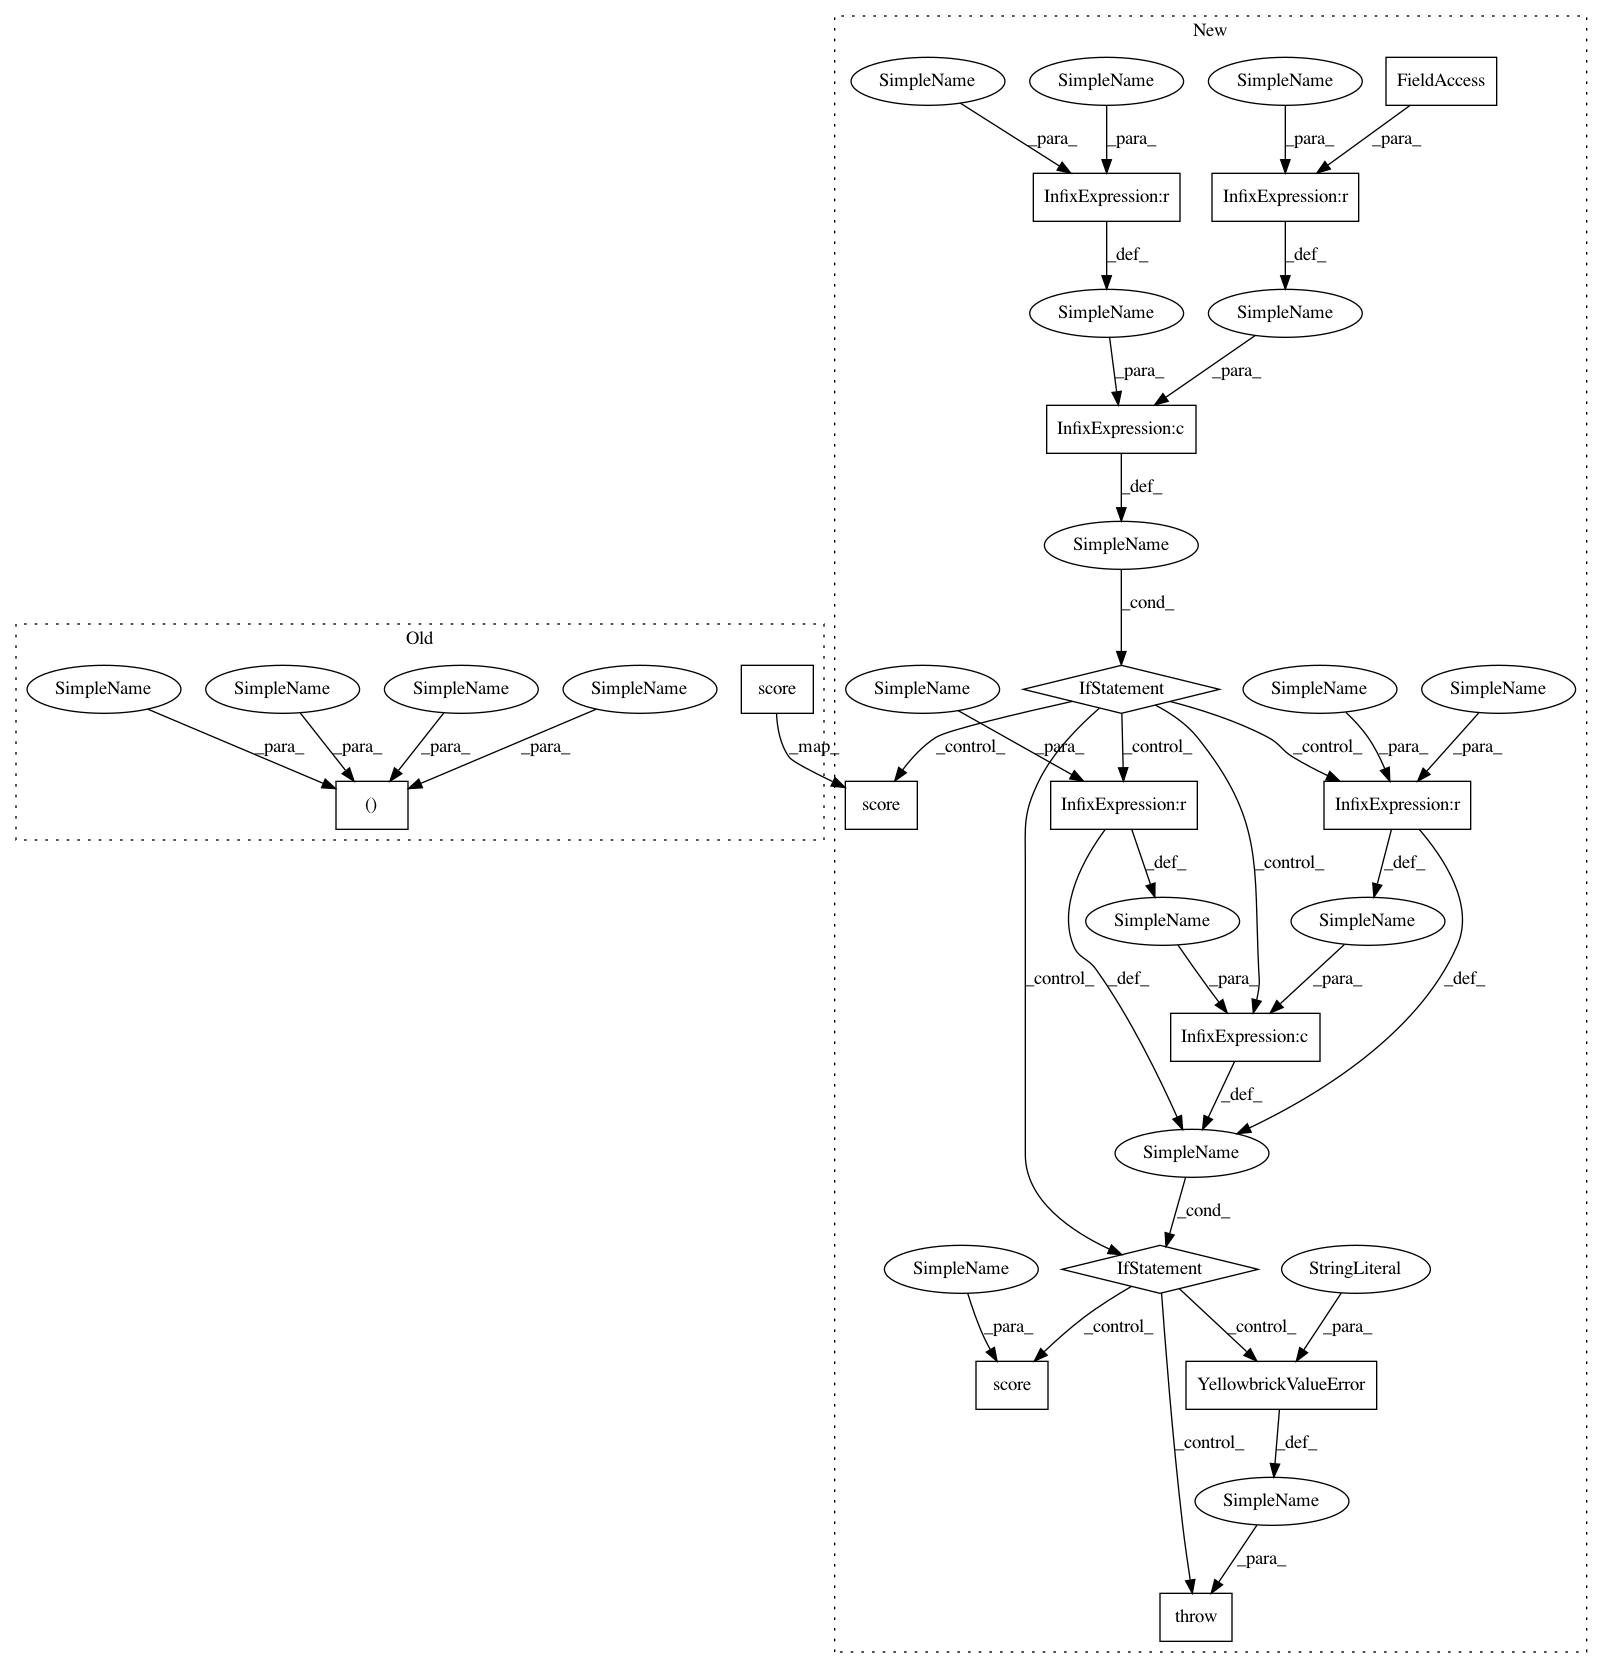 New
SimpleName SimpleName SimpleName FieldAccess
_para_ _para_ _para_ _para_
InfixExpression:r InfixExpression:r
_def_ _def_
SimpleName SimpleName
_para_ _para_
InfixExpression:c
_def_
SimpleName
_cond_
Old
SimpleName SimpleName SimpleName SimpleName score SimpleName IfStatement SimpleName SimpleName
_para_ _para_ _para_ _para_ _map_ _control_ _para_ _control_ _control_ _para_ _para_
() score InfixExpression:r InfixExpression:r
_def_ _control_ _def_
SimpleName SimpleName
_control_ _def_ _para_ _para_ _def_
InfixExpression:c
_def_
SimpleName
_cond_
SimpleName IfStatement StringLiteral
_para_ _control_ _control_ _para_
score YellowbrickValueError
_control_ _def_
SimpleName
_para_
throw